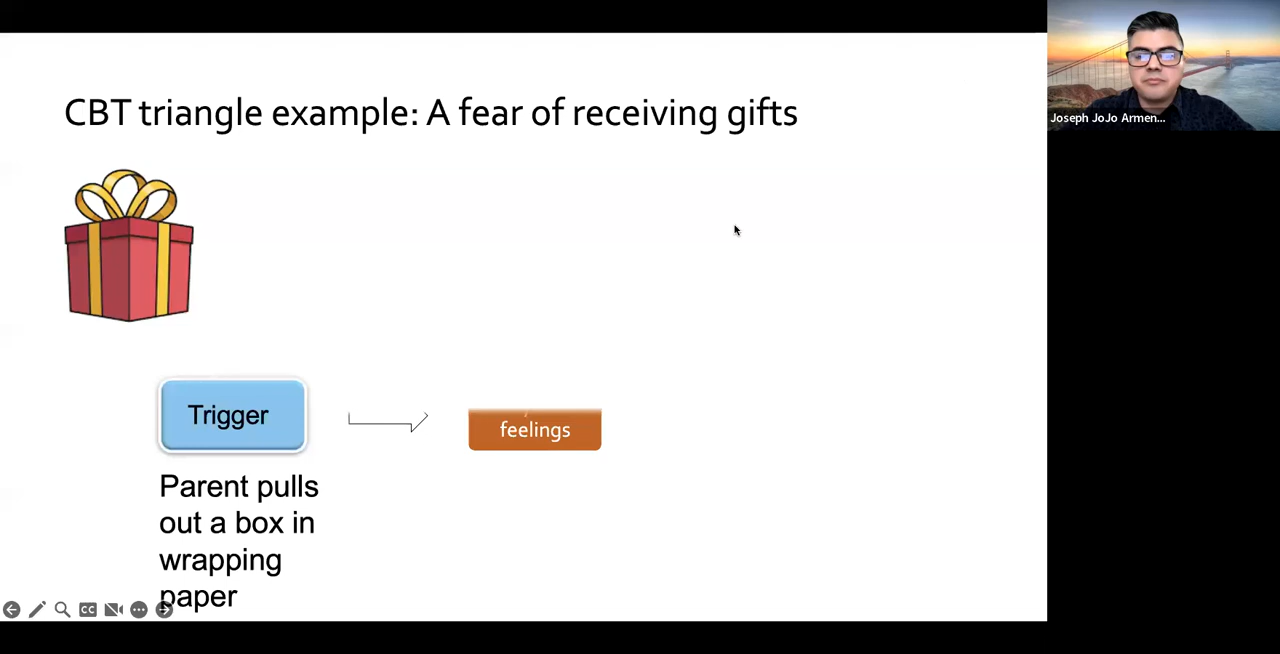 CBT triangle example: A fear of receiving gifts
Joseph JoJo Armen...
Trigger
feelings
Parent pulls
out a box in
wrapping
paper
CC